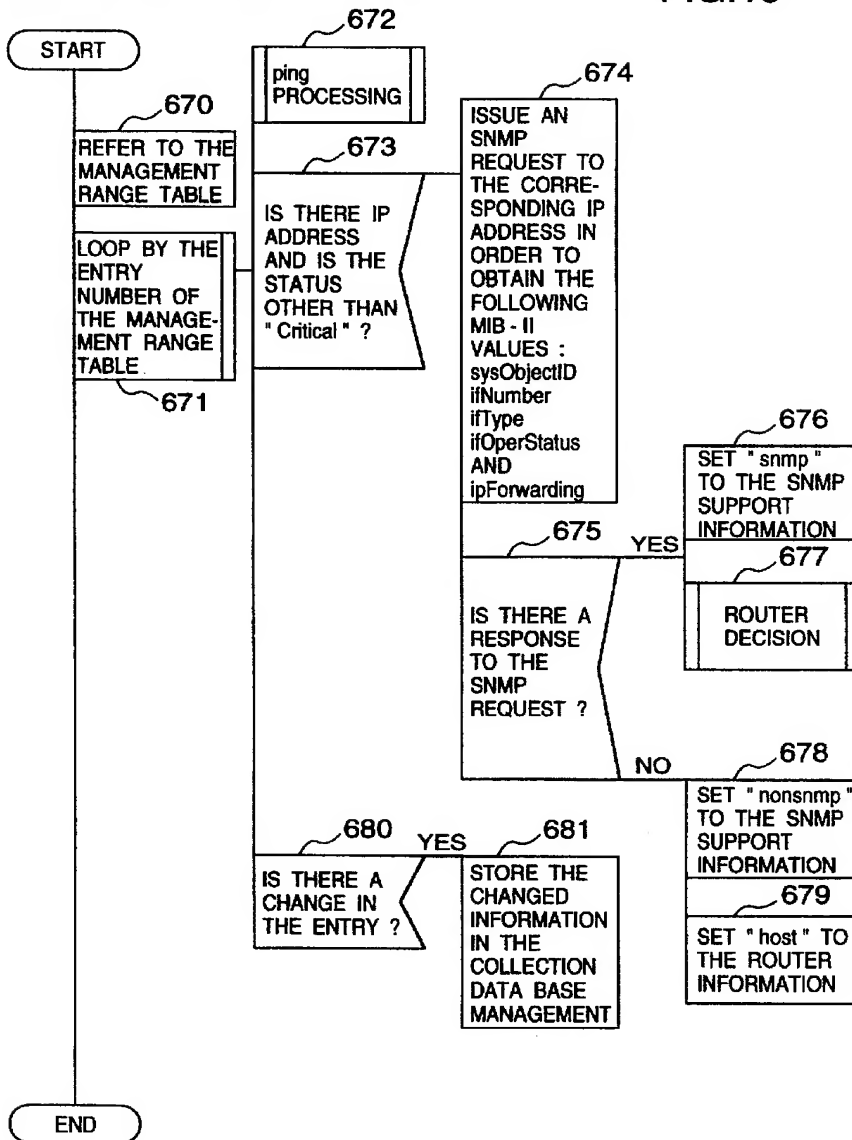 START
670
REFER TO THE
MANAGEMENT
RANGE TABLE
LOOP BY THE
ENTRY
NUMBER OF
THE MANAGE-
MENT RANGE
TABLE
671
672
ping
PROCESSING
673
IS THERE IP
ADDRESS
AND IS THE
STATUS
OTHER THAN
" Critical " ?
674
ISSUE AN
SNMP
REQUEST TO
THE CORRE-
SPONDING IP
ADDRESS IN
ORDER TO
OBTAIN THE
FOLLOWING
MIB - II
VALUES :
sysObjectID
ifNumber
ifType
ifOperStatus
AND
ipForwarding
675
YES
IS THERE A
RESPONSE
TO THE
SNMP
REQUEST ?
NO
676
SET " snmp "
TO THE SNMP
SUPPORT
INFORMATION
677
ROUTER
DECISION
678
SET " nonsnmp "
TO THE SNMP
SUPPORT
INFORMATION
679
SET " host " TO
THE ROUTER
INFORMATION
680
YES
IS THERE A
CHANGE IN
THE ENTRY ?
681
STORE THE
CHANGED
INFORMATION
IN THE
COLLECTION
DATA BASE
MANAGEMENT
END